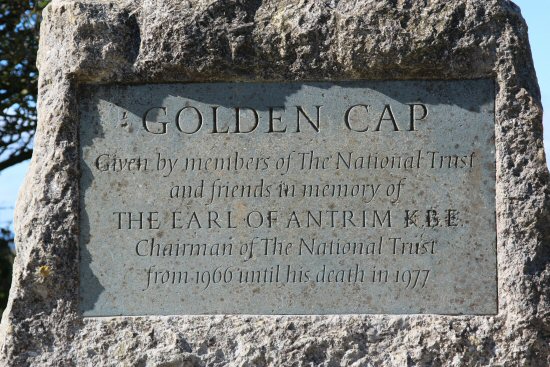 GOLDEN CAP
Given by members of The National Trust
and friends in memory of
THE EARL OF ANTRIM K.B.E.
Chairman of The National Trust
from 1966 until his death in 1977